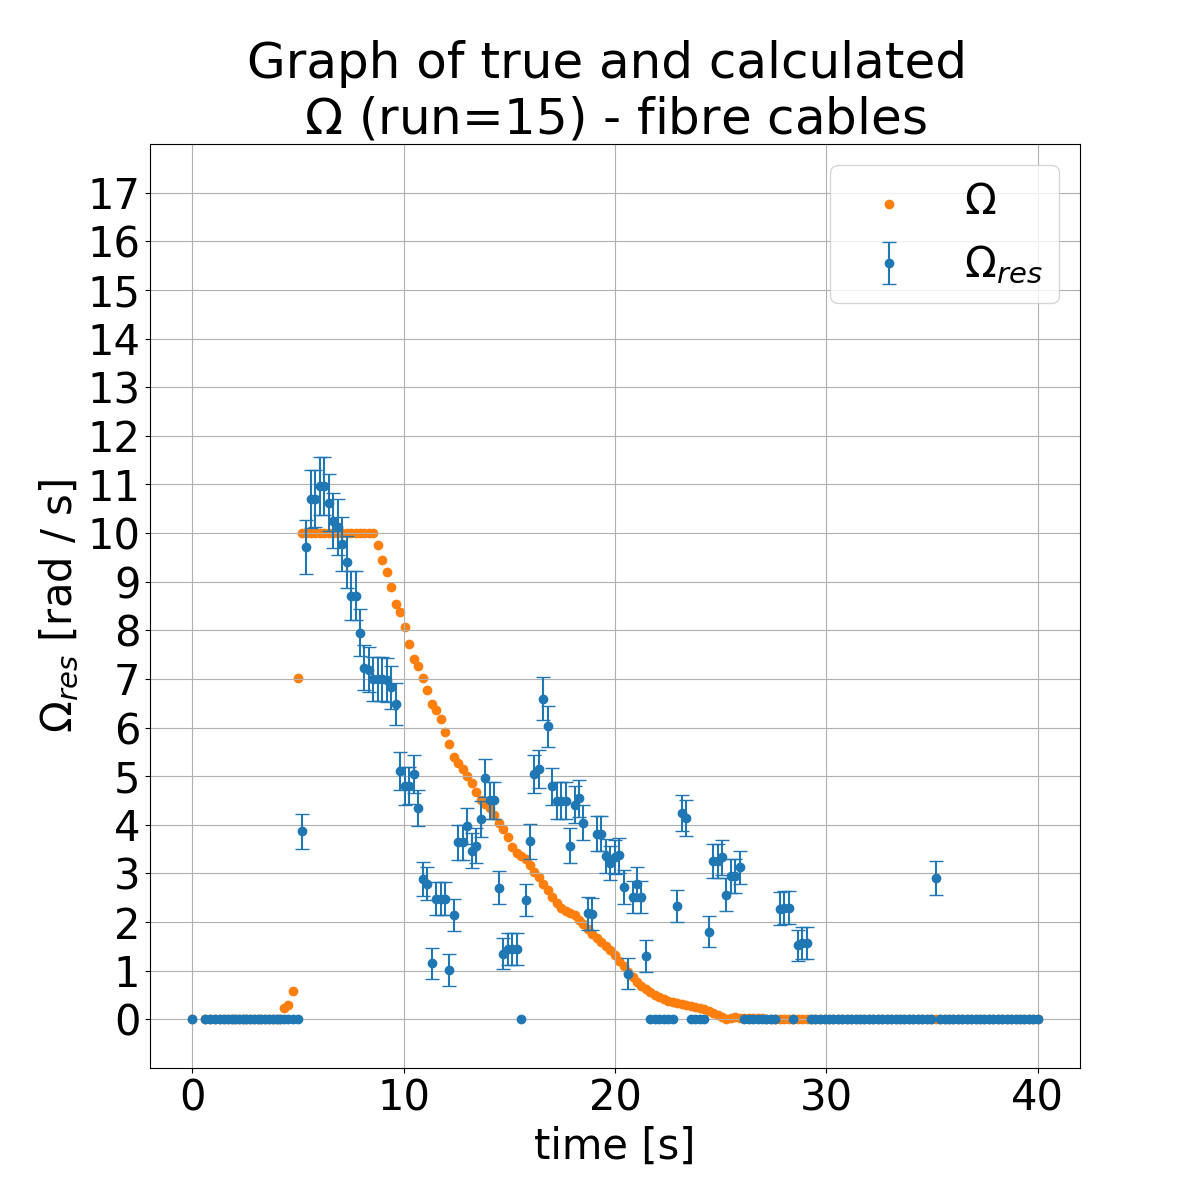 Graph of true and calculated
Ω (run=15) - fibre cables
Ω
Ωres
17
16
15
14
13
12
11
10
9
8
7
6
5
4
3
2
1
0
Ωres [rad / s]
0 10 20 30 40
time [s]